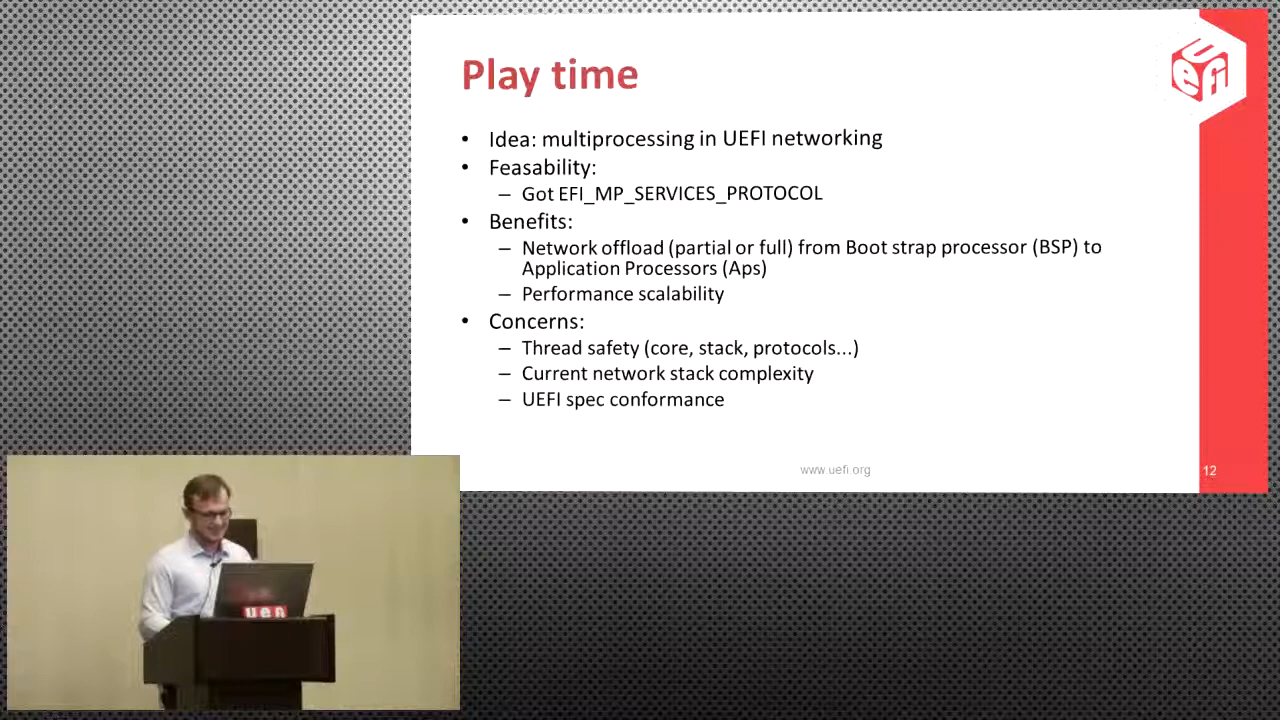 Play time
uefi
• Idea: multiprocessing in UEFI networking
• Feasability:
– Got EFI_MP_SERVICES_PROTOCOL
• Benefits:
– Network offload (partial or full) from Boot strap processor (BSP) to
Application Processors (Aps)
– Performance scalability
• Concerns:
– Thread safety (core, stack, protocols...)
– Current network stack complexity
– UEFI spec conformance
www.uefi.org
12